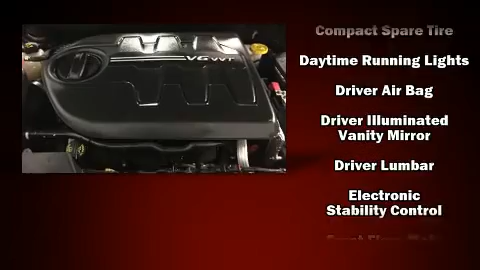 V6 VVT
Compact Spare Tire
Daytime Running Lights
Driver Air Bag
Driver Illuminated
Vanity Mirror
Driver Lumbar
Electronic
Stability Control